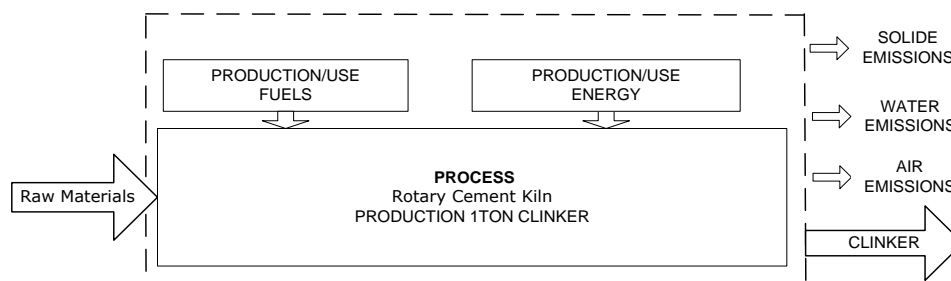 SOLIDE
EMISSIONS
PRODUCTION/USE
FUELS
PRODUCTION/USE
ENERGY
WATER
EMISSIONS
PROCESS
Rotary Cement Kiln
PRODUCTION 1TON CLINKER
Raw Materials
AIR
EMISSIONS
CLINKER